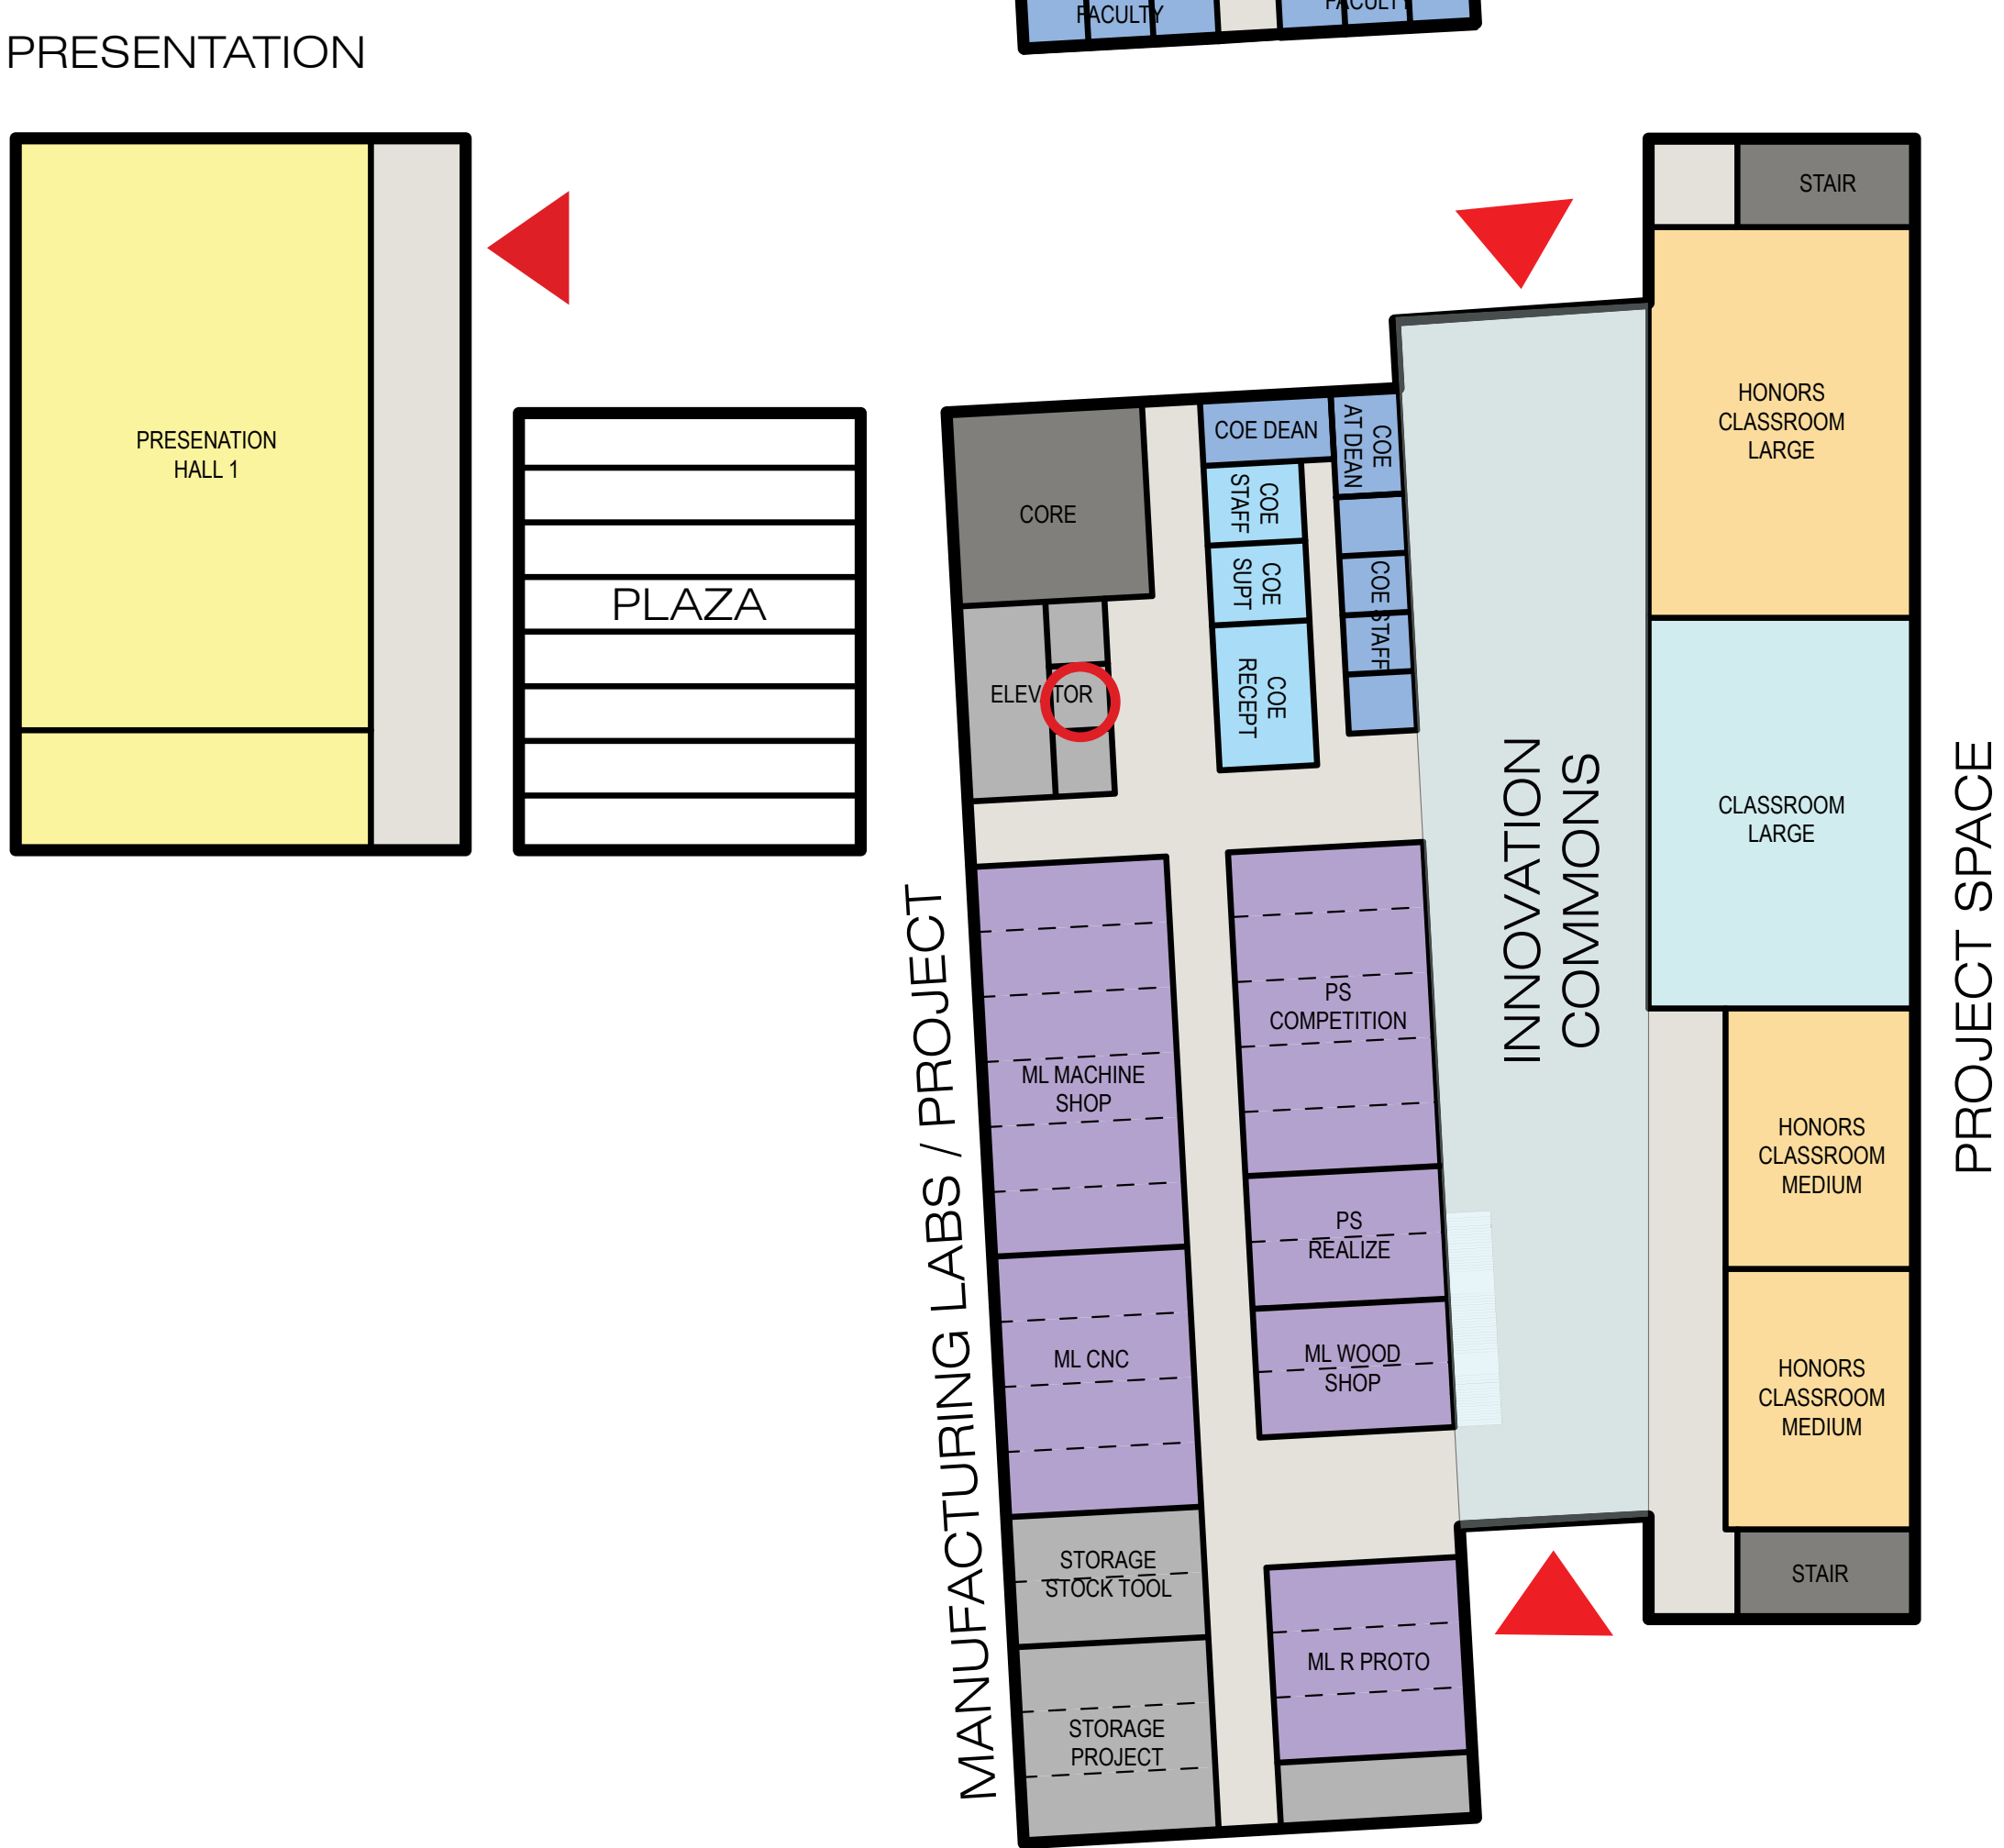 FACULTY
FACULTY
PRESENTATION
STAIR
PRESENATION
HALL 1
HONORS
CLASSROOM
LARGE
COE DEAN
COE
AT DEAN
CORE
COE
STAFF
COE
SUPT
COE STAFF
PLAZA
ELEVATOR
COE
RECEPT
INNOVATION
COMMONS
CLASSROOM
LARGE
PROJECT SPACE
MANUFACTURING LABS / PROJECT
PS
COMPETITION
ML MACHINE
SHOP
HONORS
CLASSROOM
MEDIUM
PS
REALIZE
ML CNC
ML WOOD
SHOP
HONORS
CLASSROOM
MEDIUM
STORAGE
STOCK TOOL
STAIR
ML R PROTO
STORAGE
PROJECT